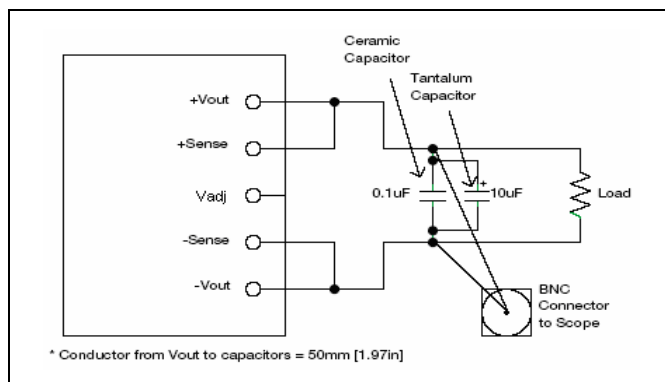 Ceramic
Capacitor
Tantalum
Capacitor
+Vout
+Sense
Vadj
-Sense
-Vout
0.1uF
+
10uF
Load
BNC
Connector
to Scope
* Conductor from Vout to capacitors = 50mm [1.97in]